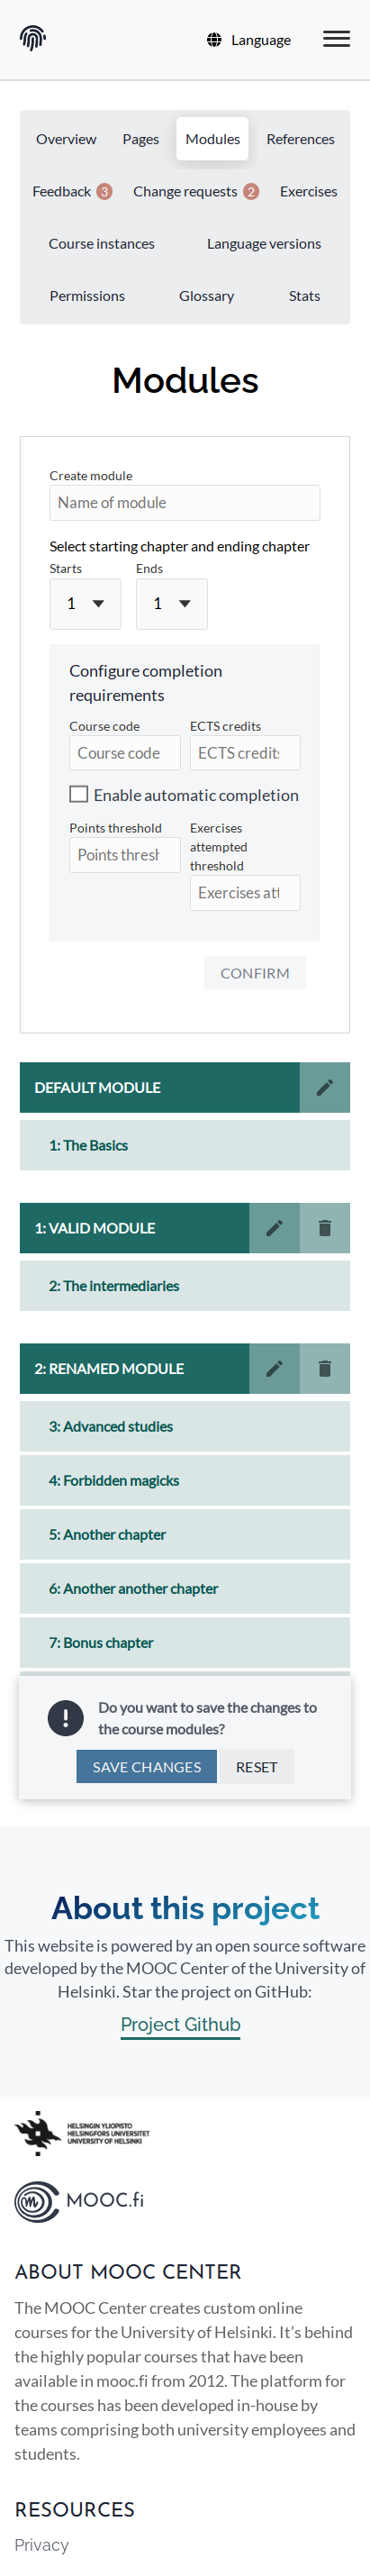 Language
Overview Pages Modules References
Feedback 3 Change requests 2 Exercises
Course instances Language versions
Permissions Glossary Stats
Modules
Create module
Name of module
Select starting chapter and ending chapter
Starts Ends
1 1
Configure completion
requirements
Course code ECTS credits
Course code ECTS credits
Enable automatic completion
Points threshold Exercises
attempted
threshold
Points thresh
Exercises att
CONFIRM
DEFAULT MODULE
1: The Basics
1: VALID MODULE
2: The intermediaries
2: RENAMED MODULE
3: Advanced studies
4: Forbidden magicks
5: Another chapter
6: Another another chapter
7: Bonus chapter
Do you want to save the changes to
the course modules?
SAVE CHANGES RESET
About this project
This website is powered by an open source software
developed by the MOOC Center of the University of
Helsinki. Star the project on GitHub:
Project Github
HELSINGIN YLIOPISTO
HELSINGFORS UNIVERSITET
UNIVERSITY OF HELSINKI
MOOC.fi
ABOUT MOOC CENTER
The MOOC Center creates custom online
courses for the University of Helsinki. It’s behind
the highly popular courses that have been
available in mooc.fi from 2012. The platform for
the courses has been developed in-house by
teams comprising both university employees and
students.
RESOURCES
Privacy